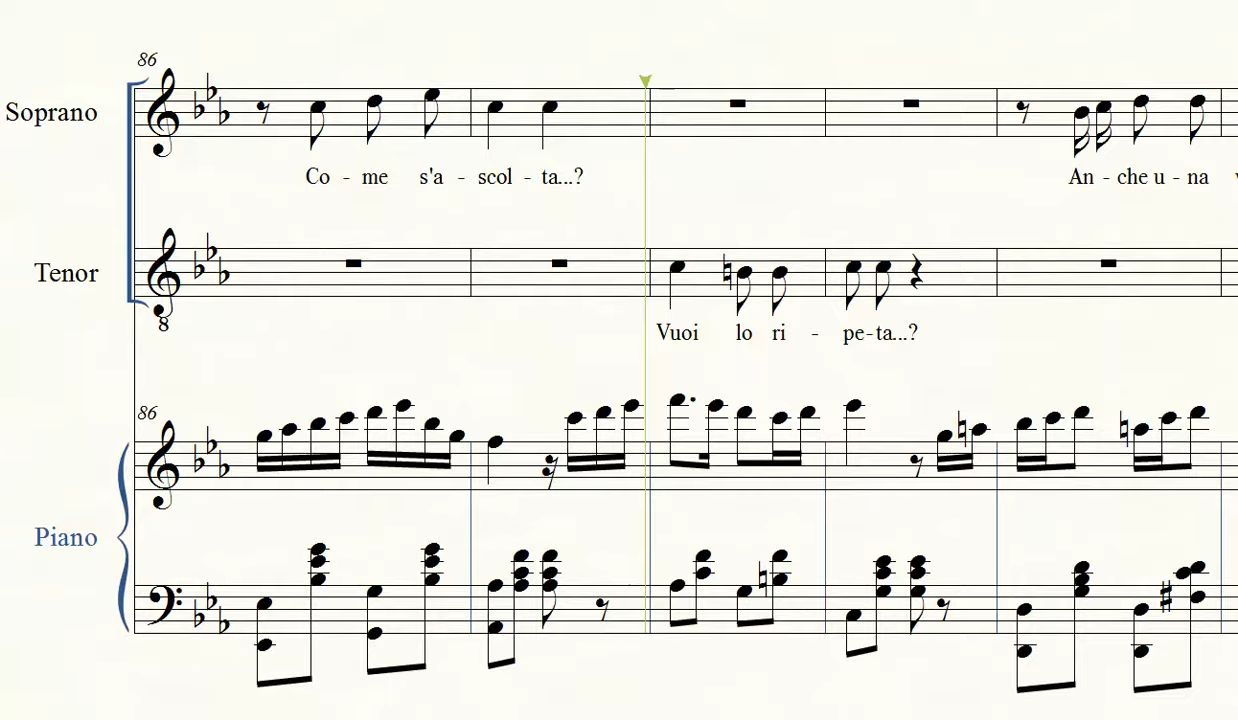 86
Soprano
Co - me s'a - scol - ta...?
An - che u - na
Tenor
8
Vuoi lo ri - pe - ta...?
86
Piano